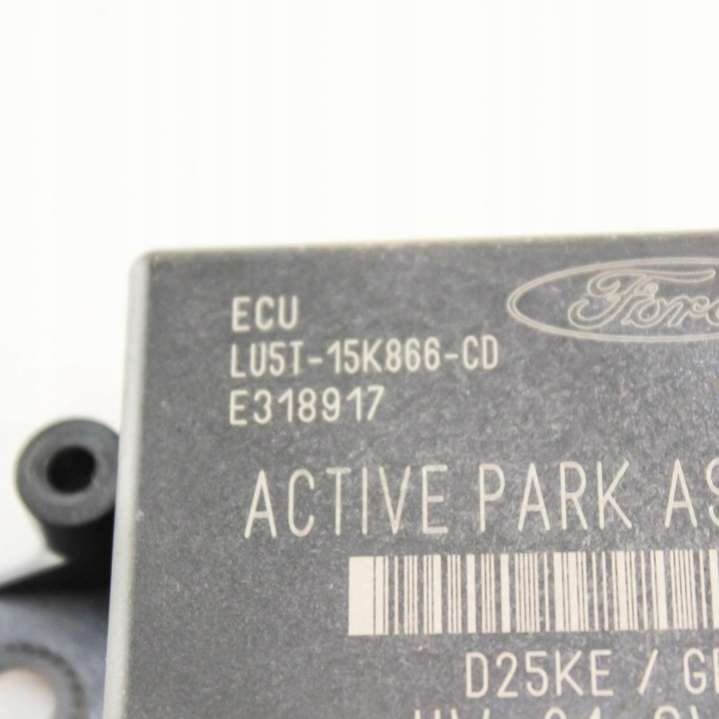 Ford
ECU
LU5T-15K866-CD
E318917
ACTIVE PARK AS
D25KE / G